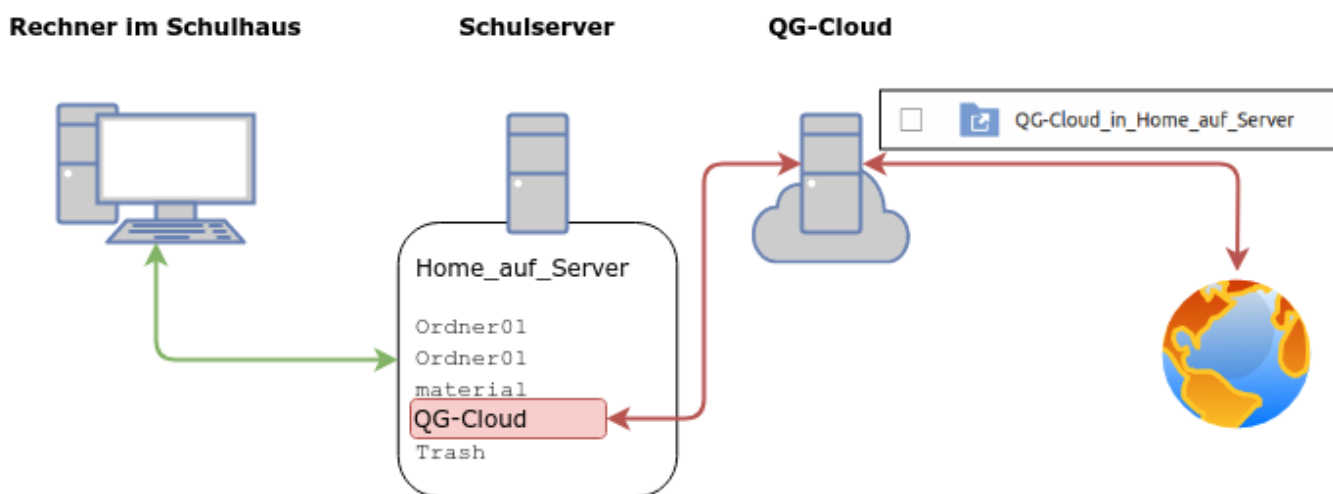 Rechner im Schulhaus
Schulserver
QG-Cloud
QG-Cloud_in_Home_auf_Server
Home_auf_Server
Ordner01
Ordner01
material
QG-Cloud
Trash